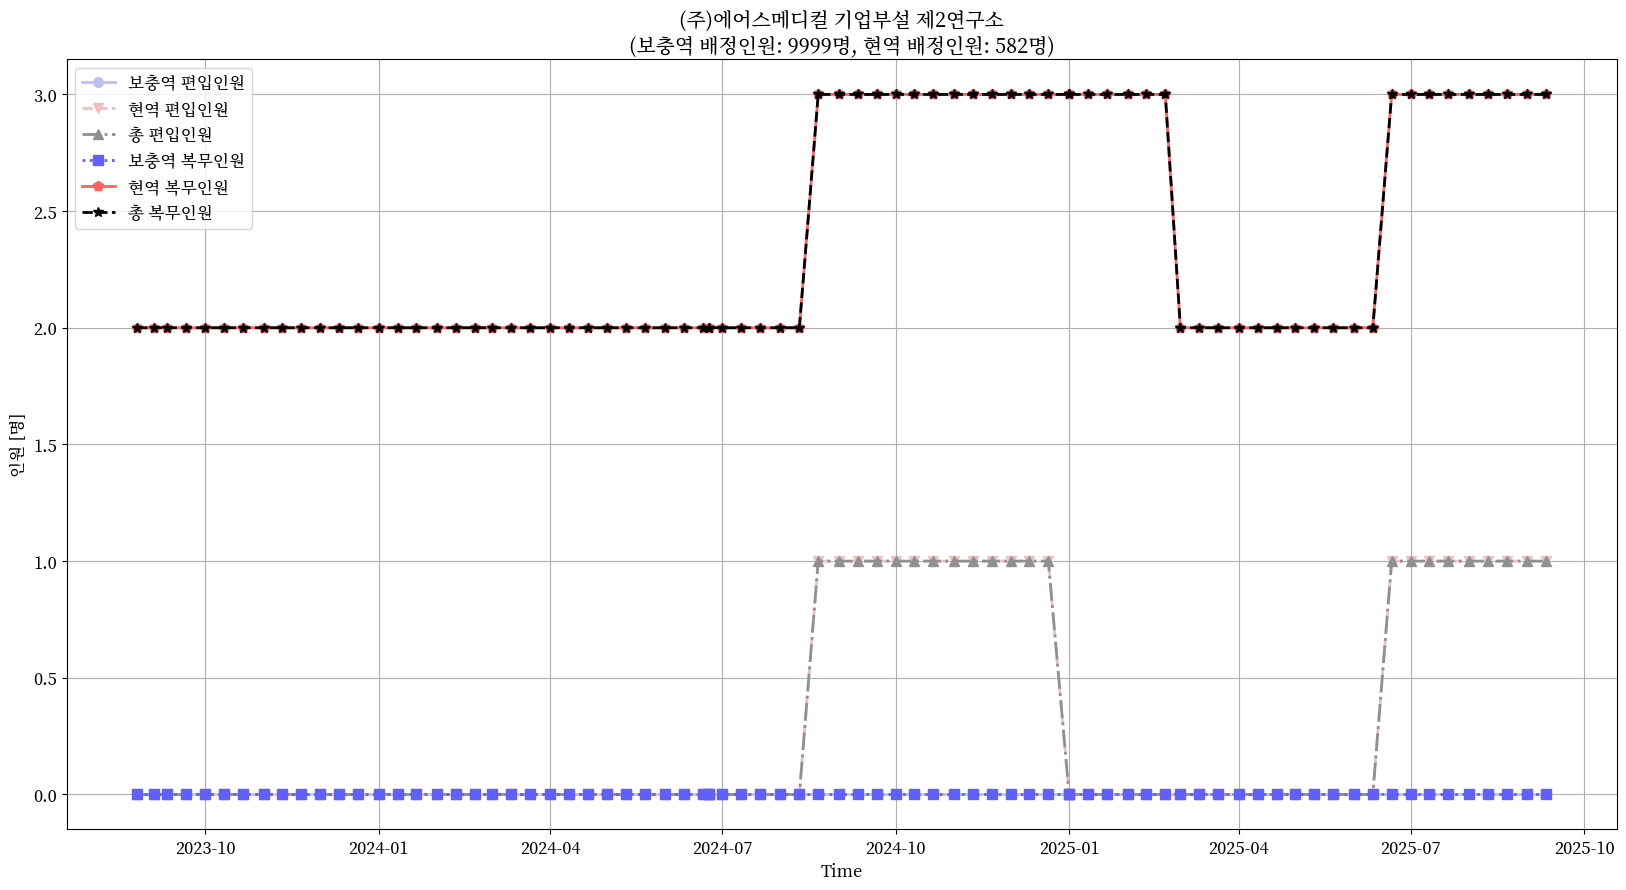 (주)에어스메디컬 기업부설 제2연구소
(보충역 배정인원: 9999명, 현역 배정인원: 582명)
보충역 편입인원
현역 편입인원
총 편입인원
보충역 복무인원
현역 복무인원
총 복무인원
인원 [명]
3.0
2.5
2.0
1.5
1.0
0.5
0.0
2023-10
2024-01
2024-04
2024-07
2024-10
2025-01
2025-04
2025-07
2025-10
Time